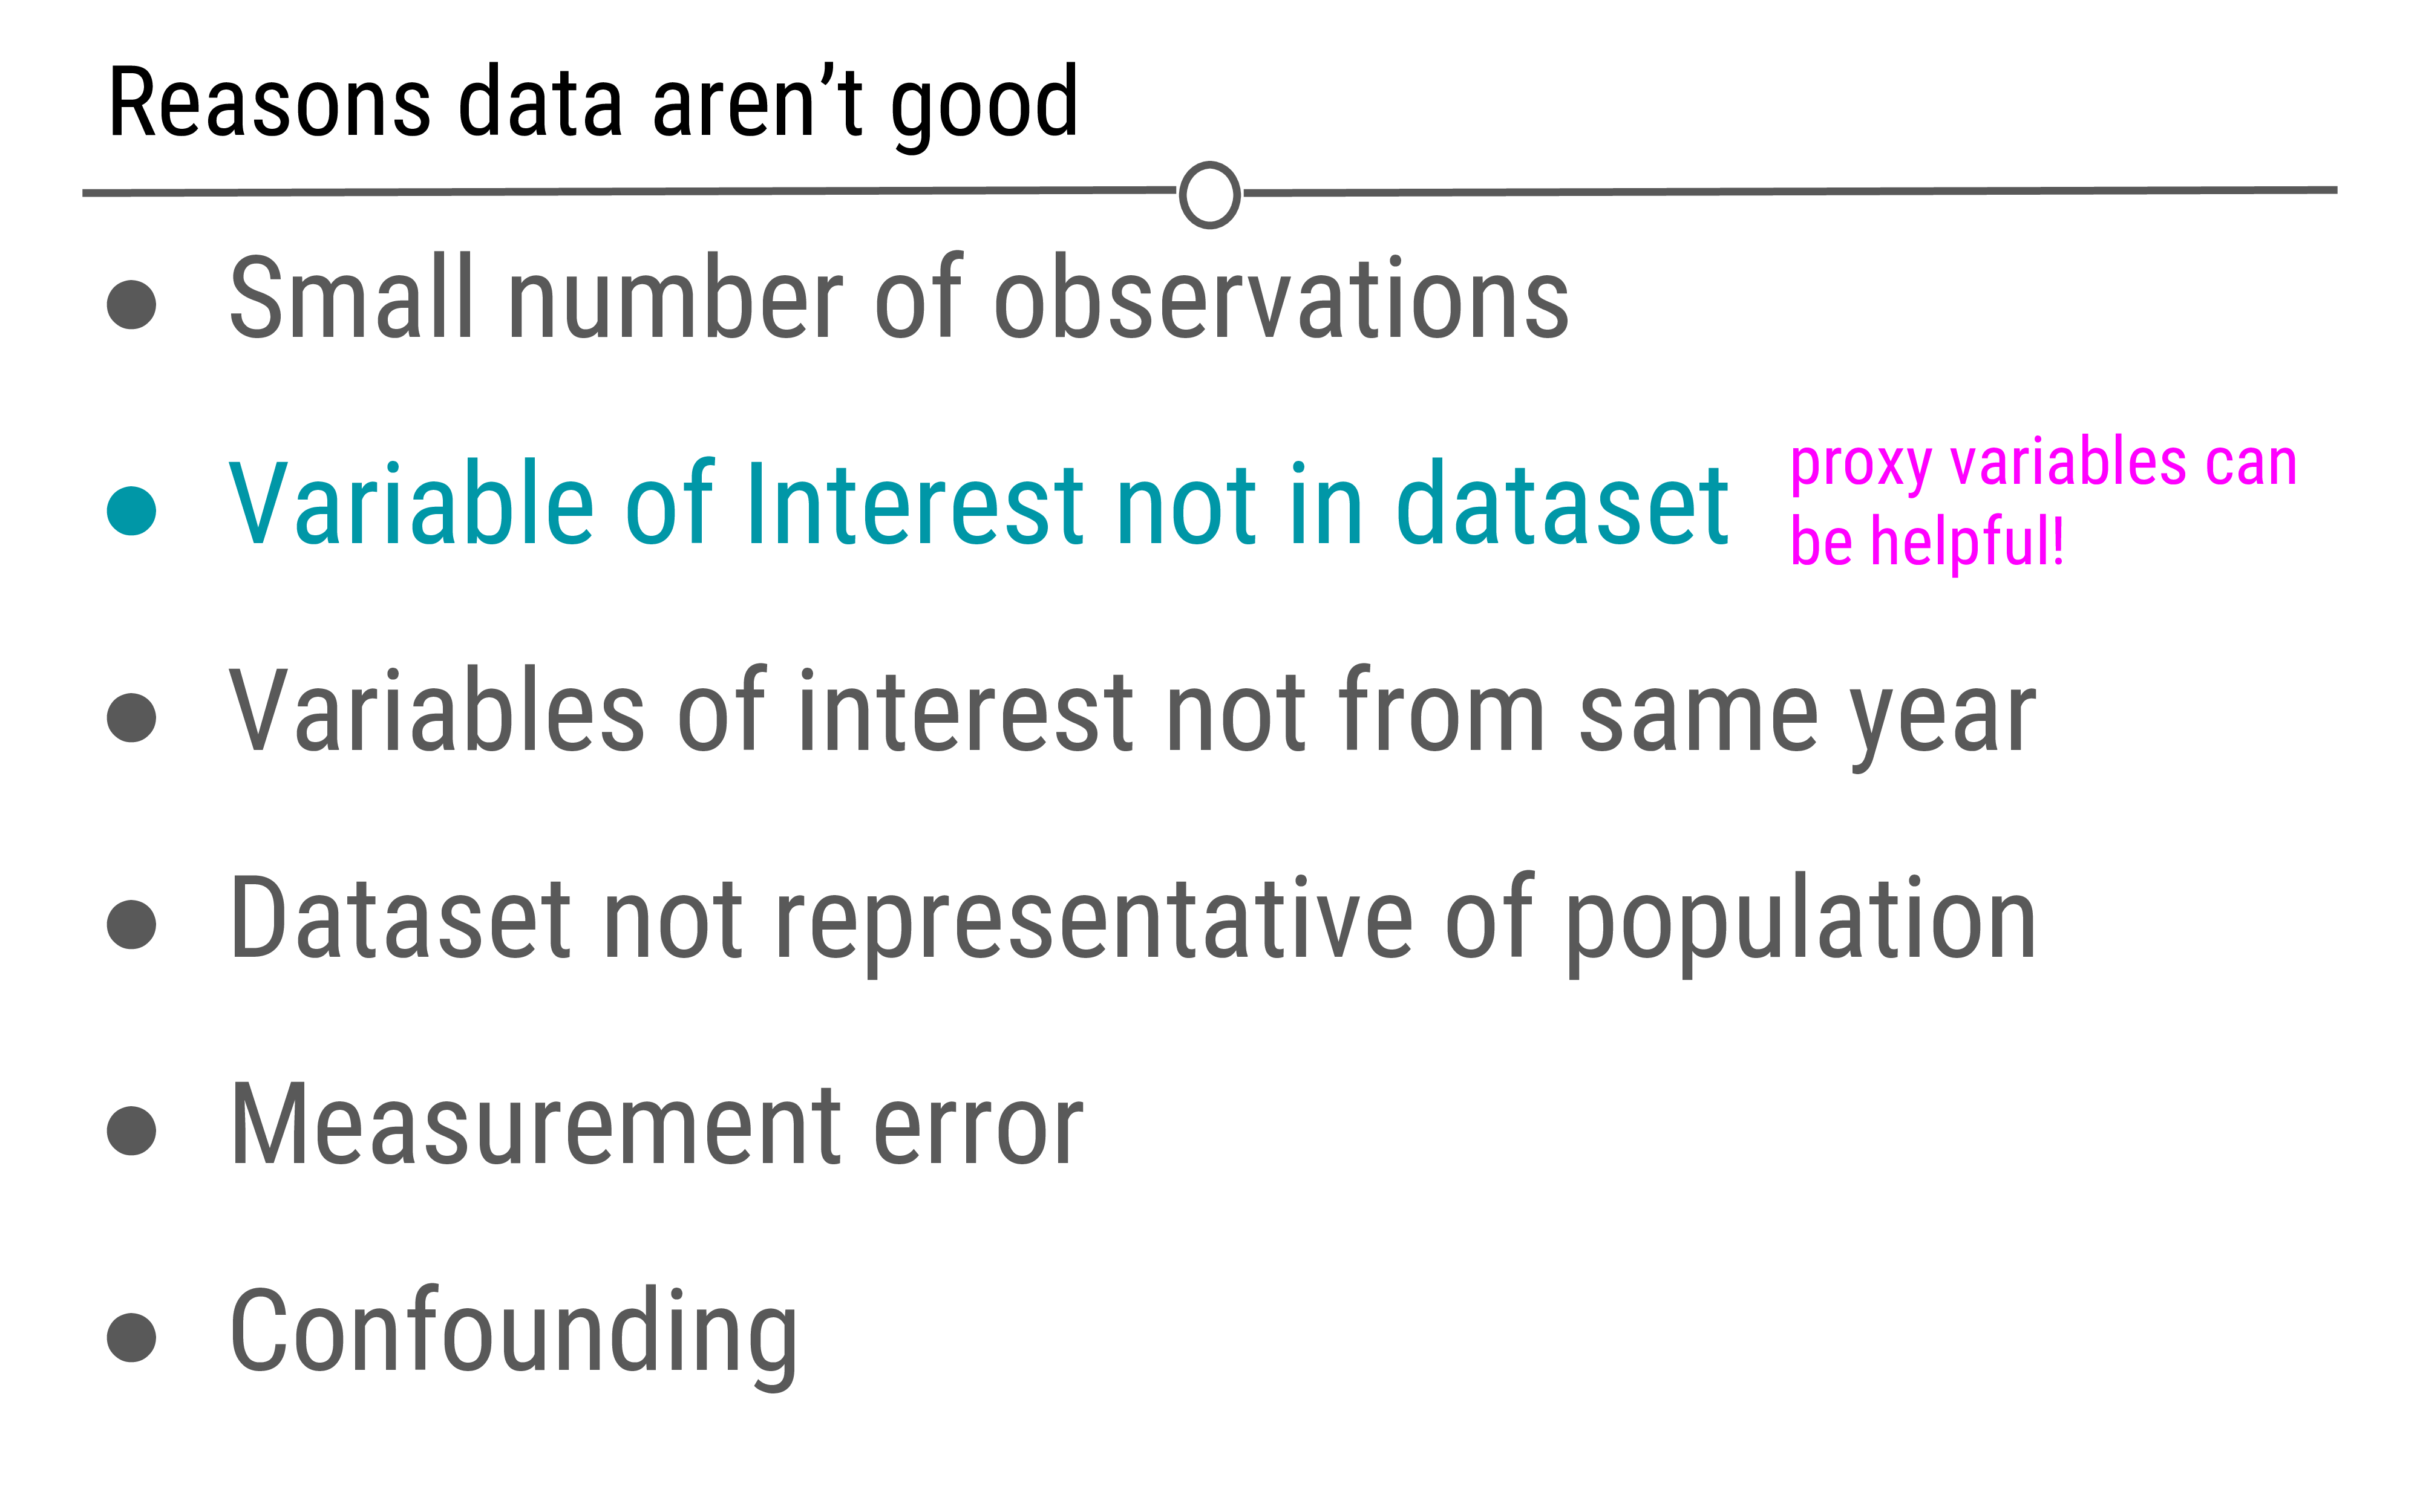 Reasons data aren’t good
● Small number of observations
● Variable of Interest not in dataset
proxy variables can
be helpful!
● Variables of interest not from same year
● Dataset not representative of population
● Measurement error
● Confounding